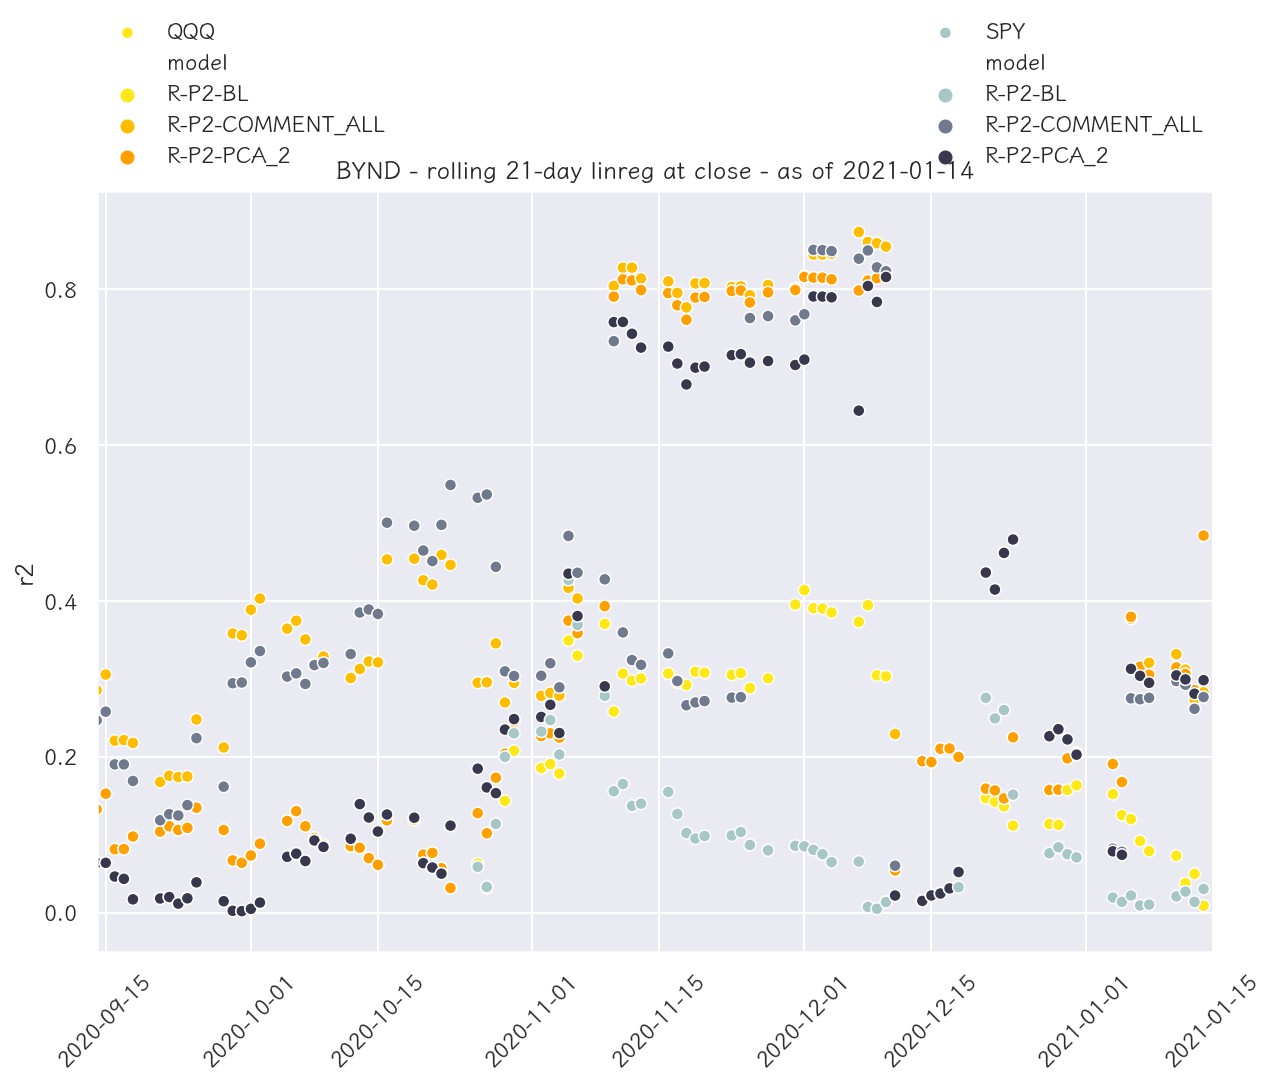 QQQ
model
R-P2-BL
R-P2-COMMENT_ALL
R-P2-PCA_2
SPY
model
R-P2-BL
R-P2-COMMENT_ALL
R-P2-PCA_2
BYND - rolling 21-day linreg at close - as of 2021-01-14
r2
0.8
0.6
0.4
0.2
0.0
2020-09-15
2020-10-01
2020-10-15
2020-11-01
2020-11-15
2020-12-01
2020-12-15
2021-01-01
2021-01-15